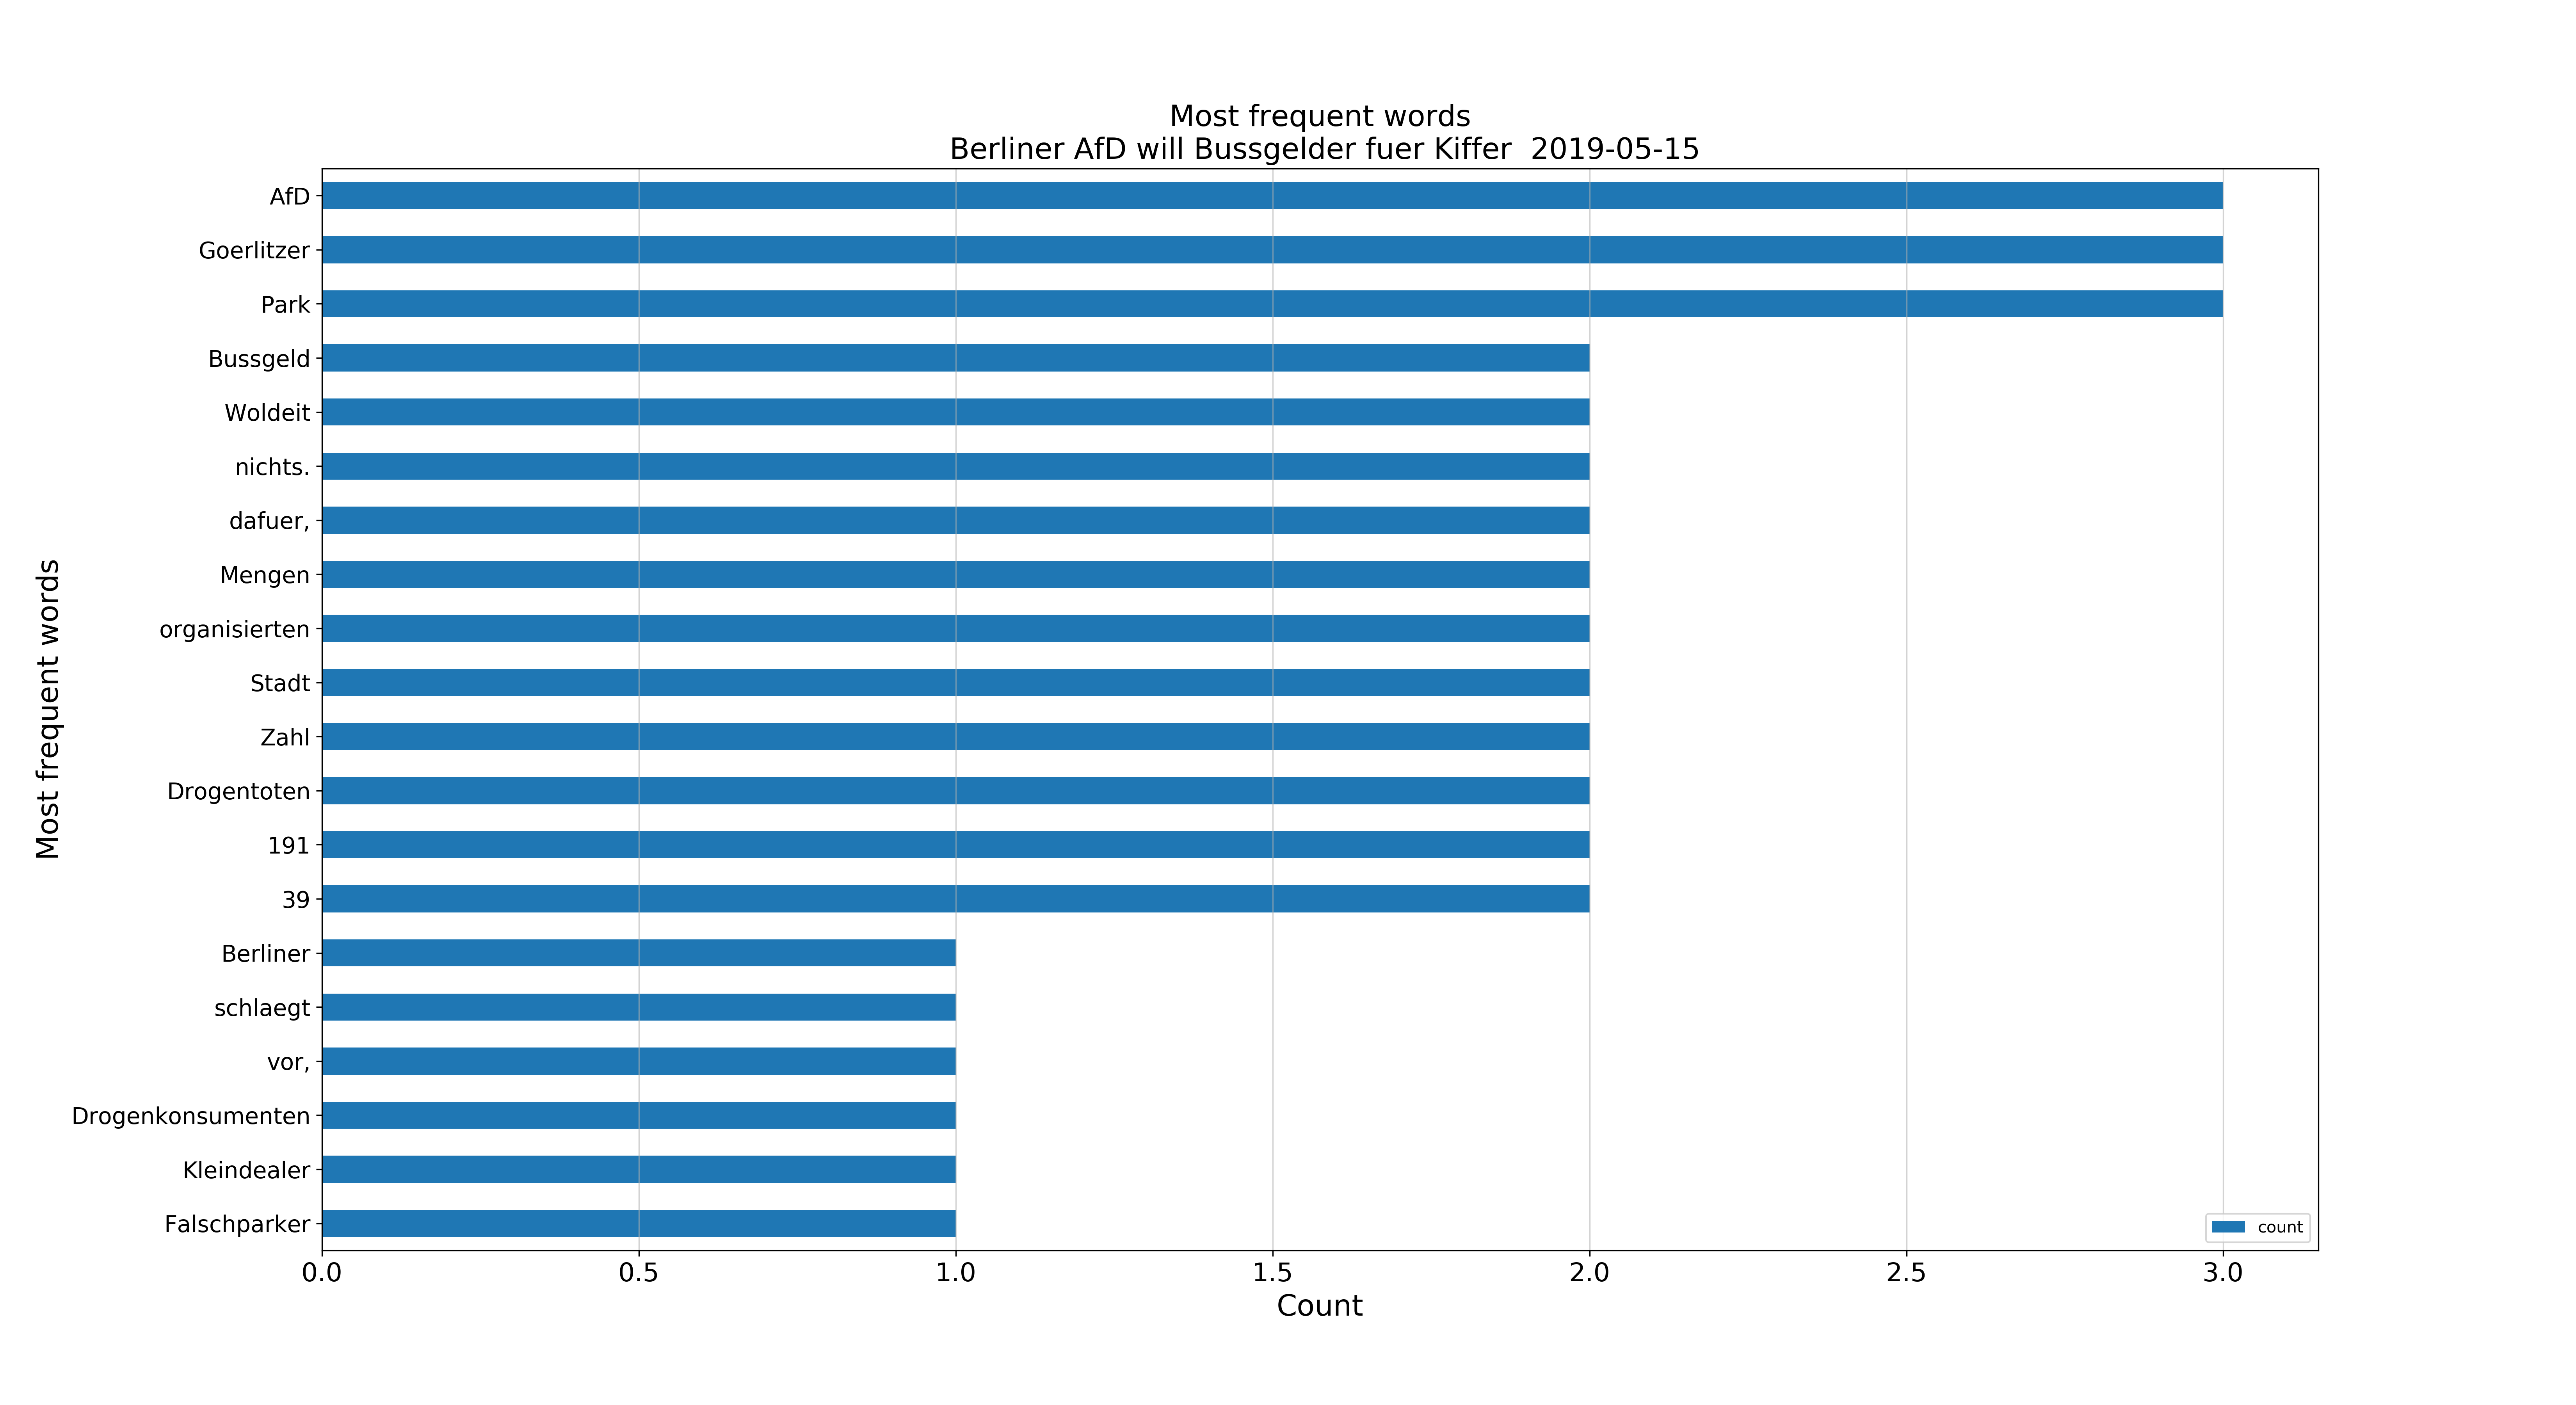 Most frequent words
Berliner AfD will Bussgelder fuer Kiffer  2019-05-15
Most frequent words
AfD
Goerlitzer
Park
Bussgeld
Woldeit
nichts.
dafuer,
Mengen
organisierten
Stadt
Zahl
Drogentoten
191
39
Berliner
schlaegt
vor,
Drogenkonsumenten
Kleindealer
Falschparker
count
0.0 0.5 1.0 1.5 2.0 2.5 3.0
Count